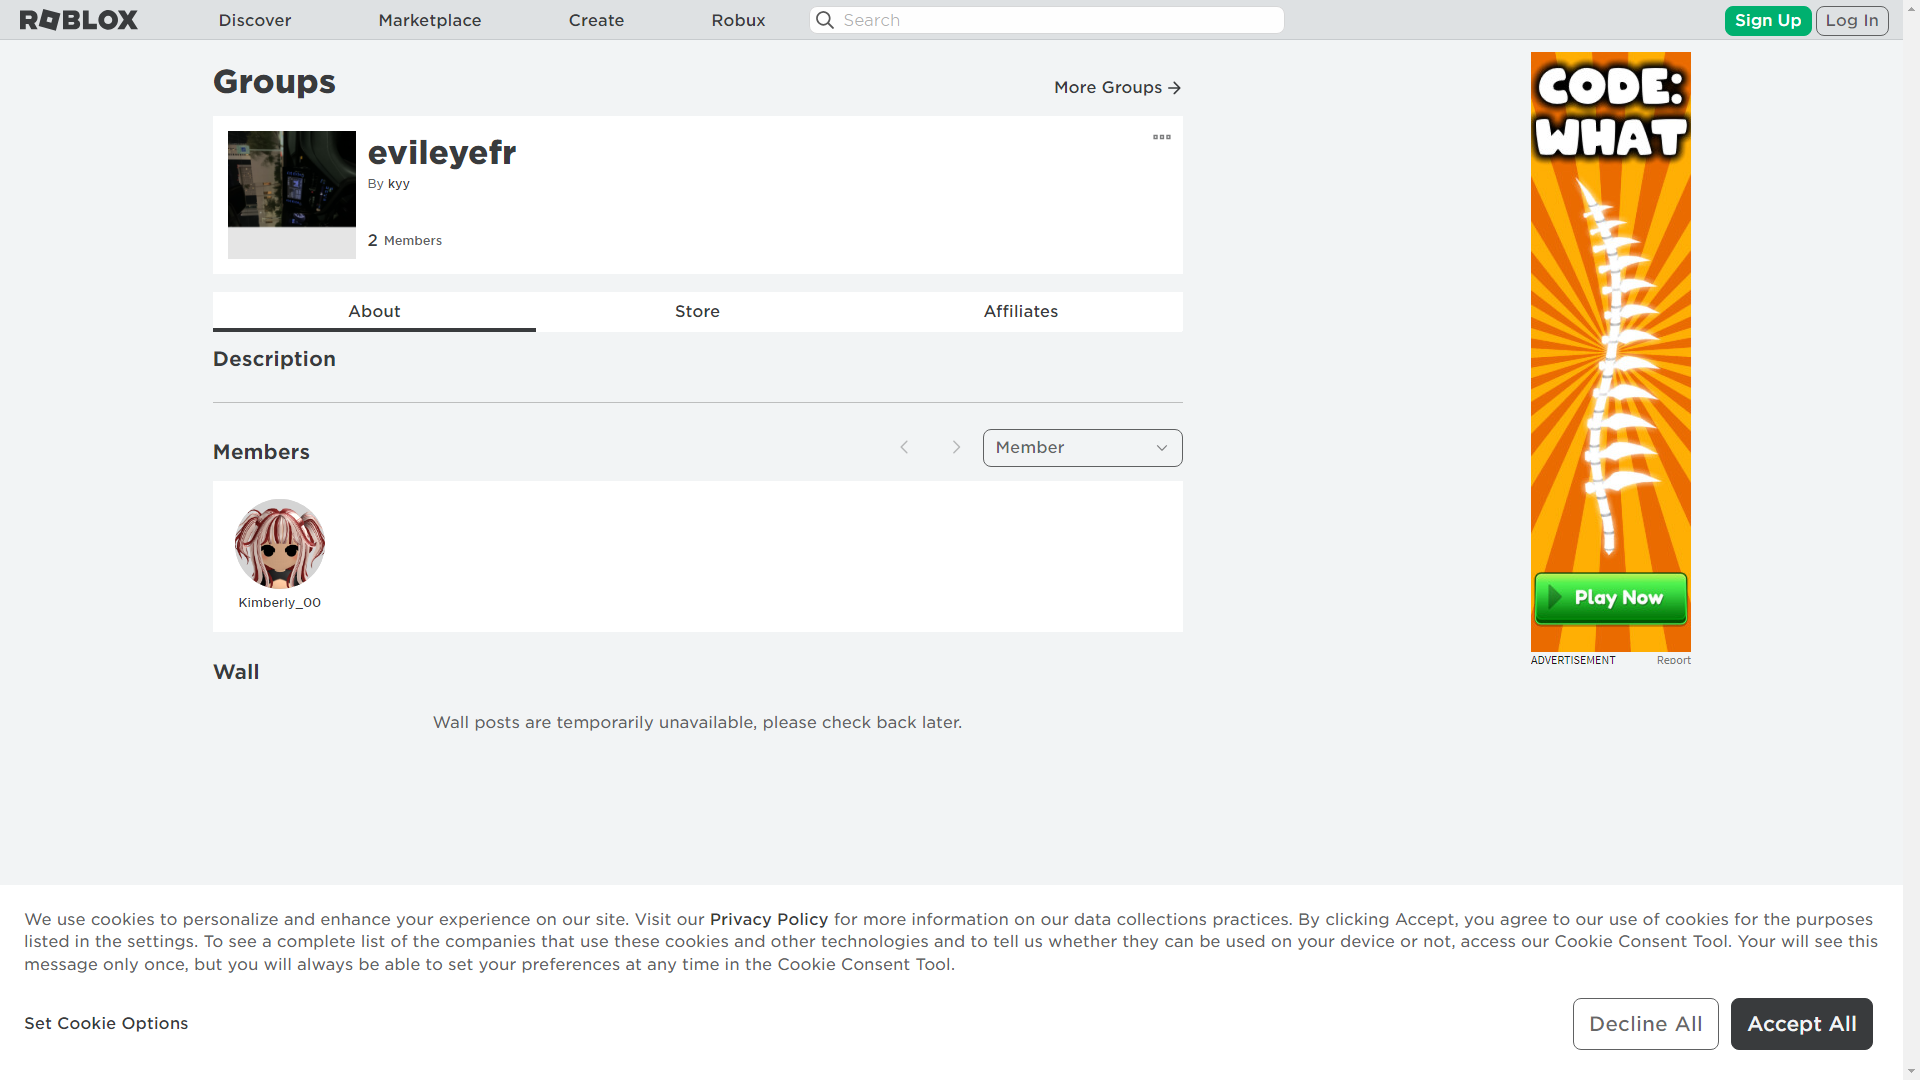 ROBLOX
Discover
Marketplace
Create
Robux
Search
Sign Up
Log In
Groups
More Groups
evileyefr
By kyy
2 Members
About
Store
Affiliates
Description
Members
Member
Kimberly_00
Wall
Wall posts are temporarily unavailable, please check back later.
CODE:
WHAT
Play Now
ADVERTISEMENT
Report
We use cookies to personalize and enhance your experience on our site. Visit our Privacy Policy for more information on our data collections practices. By clicking Accept, you agree to our use of cookies for the purposes
listed in the settings. To see a complete list of the companies that use these cookies and other technologies and to tell us whether they can be used on your device or not, access our Cookie Consent Tool. Your will see this
message only once, but you will always be able to set your preferences at any time in the Cookie Consent Tool.
Set Cookie Options
Decline All
Accept All